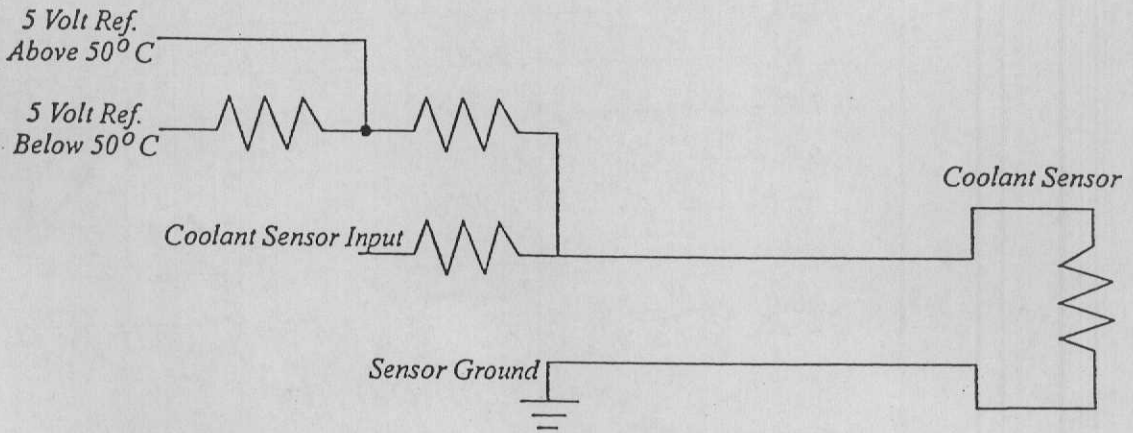 5 Volt Ref.
Above 50° C
5 Volt Ref.
Below 50° C
Coolant Sensor
Coolant Sensor Input
Sensor Ground